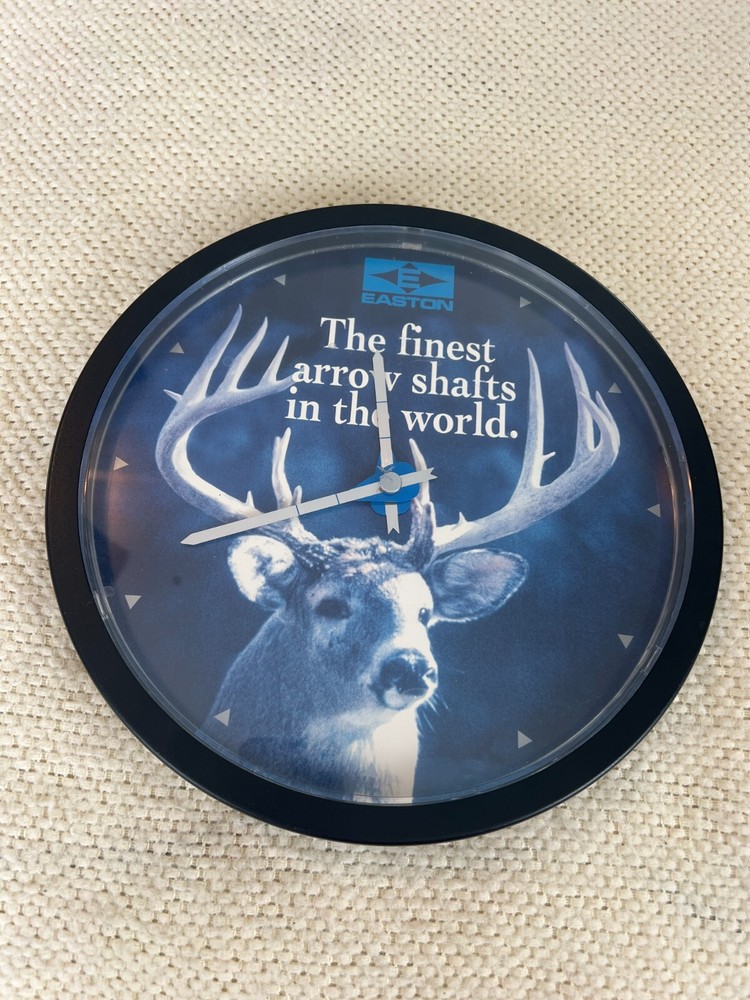 E
EASTON
The finest
arrow shafts
in the world.